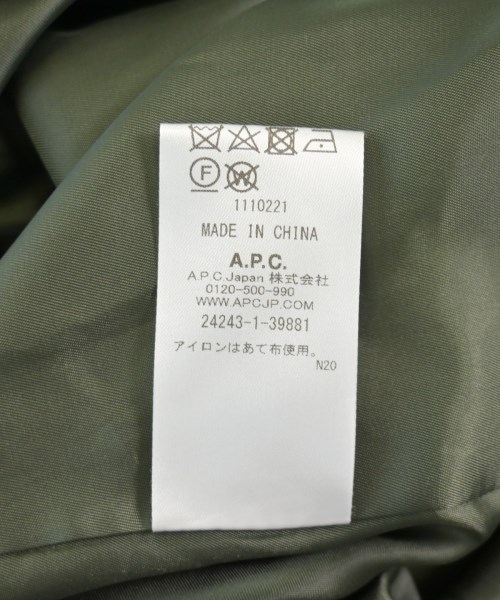 F W
1110221
MADE IN CHINA
A.P.C.
A.P.C.Japan 株式会社
0120-500-990
WWW.APCJP.COM
24243-1-39881
アイロンはあて布使用。
N20